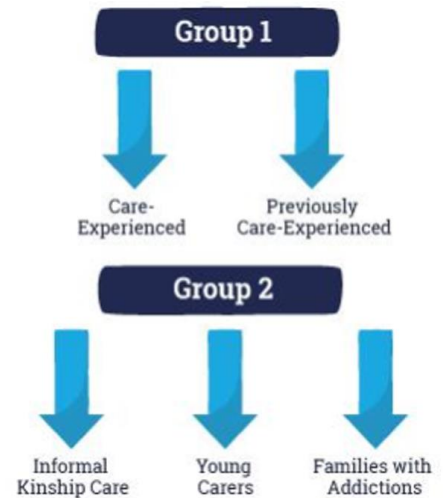 Group 1
Care-
Experienced
Previously
Care-Experienced
Group 2
Informal
Kinship Care
Young
Carers
Families with
Addictions